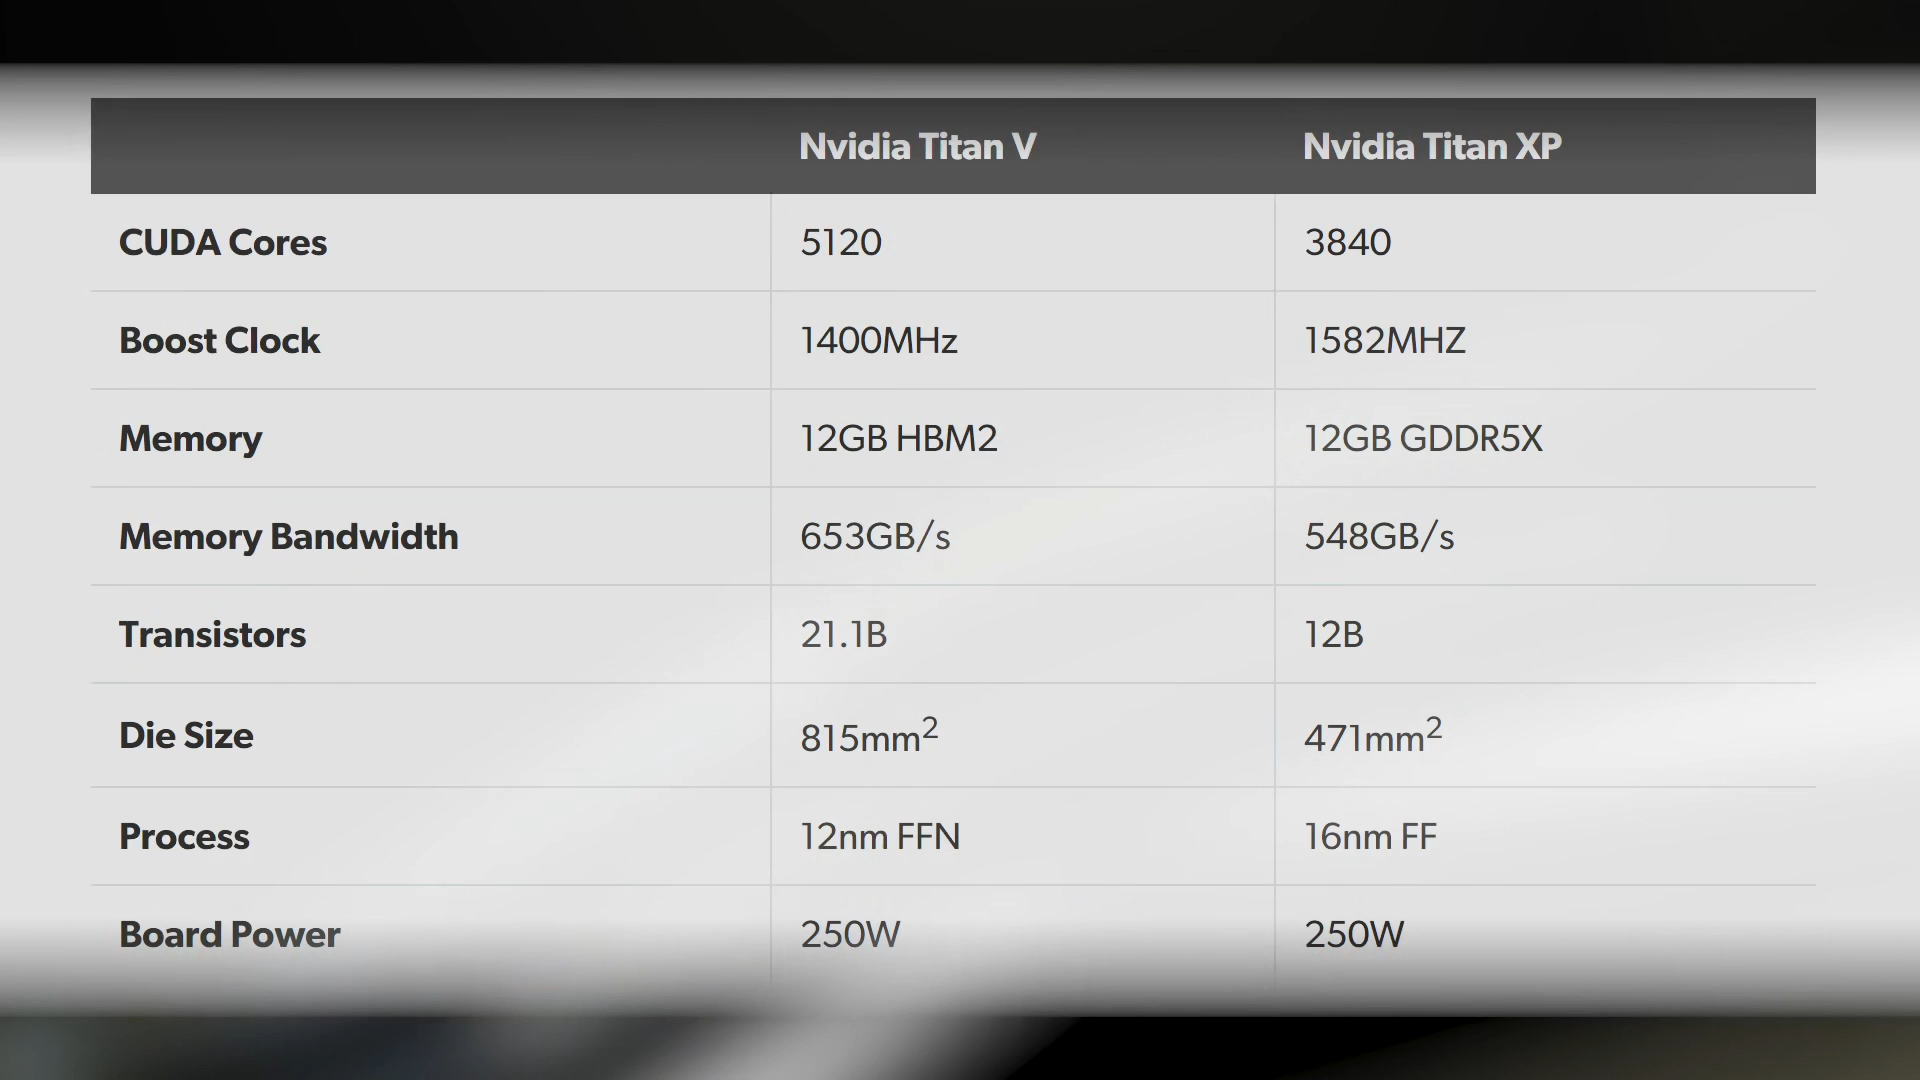 Nvidia Titan V Nvidia Titan XP
CUDA Cores 5120 3840
Boost Clock 1400MHz 1582MHZ
Memory 12GB HBM2 12GB GDDR5X
Memory Bandwidth 653GB/s 548GB/s
Transistors 21.1B 12B
Die Size 815mm² 471mm²
Process 12nm FFN 16nm FF
Board Power 250W 250W